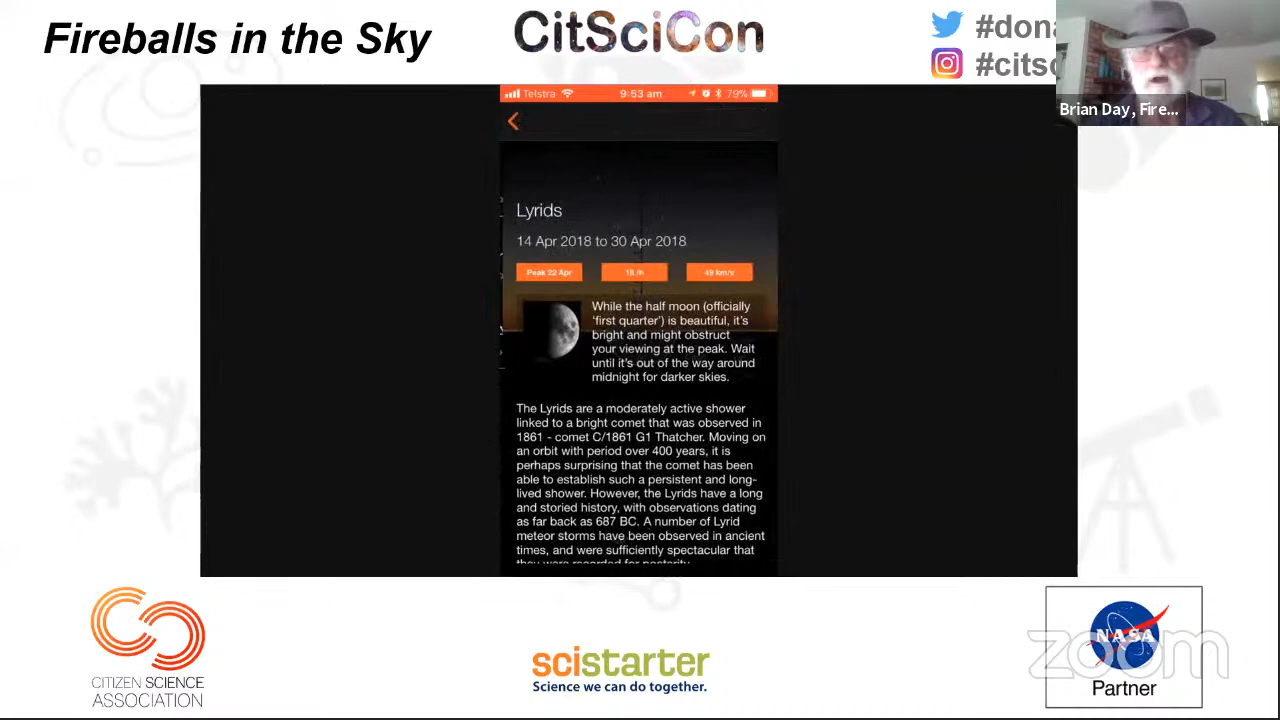 Fireballs in the Sky
CitSciCon
#dona
#citsc
Brian Day, Fire...
Telstra
9:53 am
79%
Lyrids
14 Apr 2018 to 30 Apr 2018
Peak 22 Apr
18 /h
49 km/s
While the half moon (officially
'first quarter') is beautiful, it's
bright and might obstruct
your viewing at the peak. Wait
until it's out of the way around
midnight for darker skies.
The Lyrids are a moderately active shower
linked to a bright comet that was observed in
1861 - comet C/1861 G1 Thatcher. Moving on
an orbit with period over 400 years, it is
perhaps surprising that the comet has been
able to establish such a persistent and long-
lived shower. However, the Lyrids have a long
and storied history, with observations dating
as far back as 687 BC. A number of Lyrid
meteor storms have been observed in ancient
times, and were sufficiently spectacular that
they were recorded for posterity.
CITIZEN SCIENCE
ASSOCIATION
scistarter
Science we can do together.
NASA
zoom
Partner